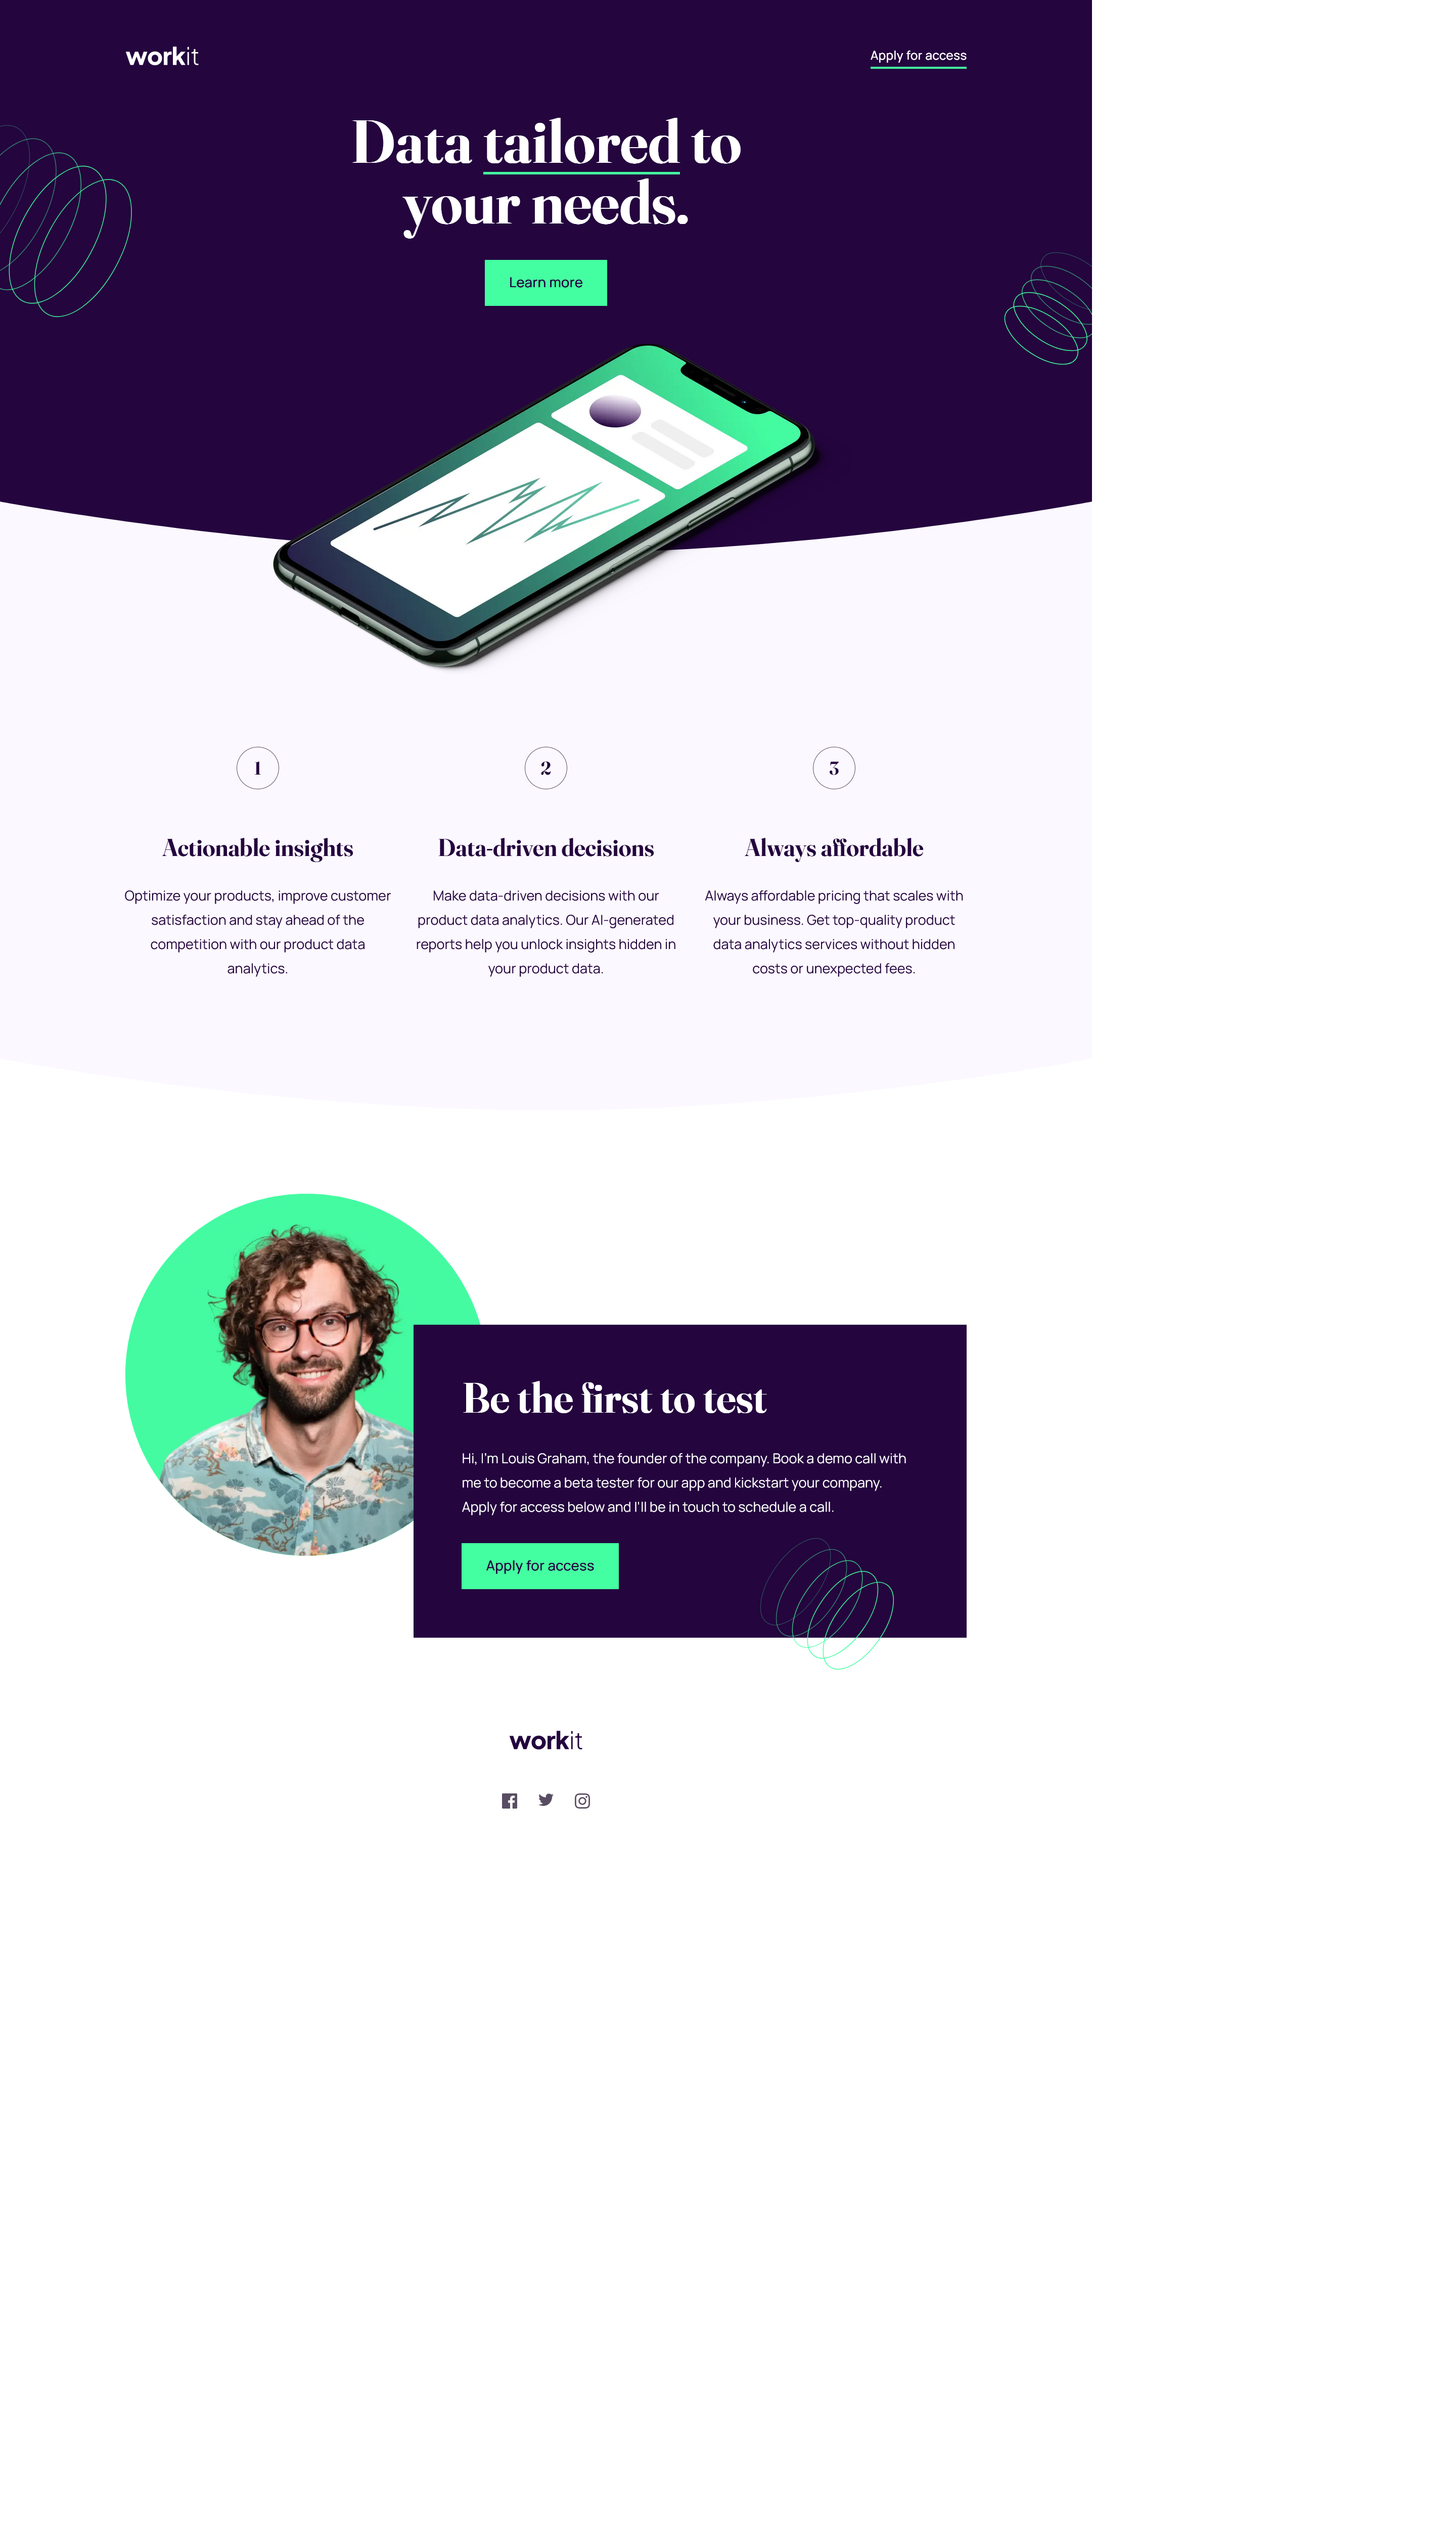 workit
Apply for access
Data tailored to
your needs.
Learn more
1
2
3
Actionable insights
Data-driven decisions
Always affordable
Optimize your products, improve customer
satisfaction and stay ahead of the
competition with our product data
analytics.
Make data-driven decisions with our
product data analytics. Our AI-generated
reports help you unlock insights hidden in
your product data.
Always affordable pricing that scales with
your business. Get top-quality product
data analytics services without hidden
costs or unexpected fees.
Be the first to test
Hi, I'm Louis Graham, the founder of the company. Book a demo call with
me to become a beta tester for our app and kickstart your company.
Apply for access below and I'll be in touch to schedule a call.
Apply for access
workit